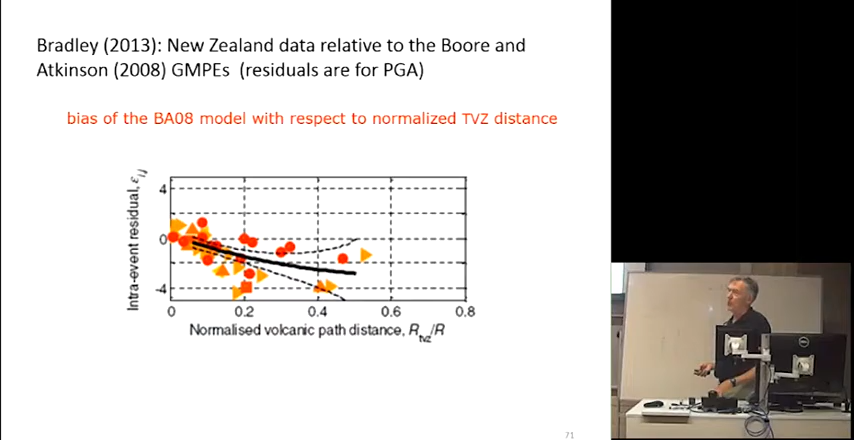 Bradley (2013): New Zealand data relative to the Boore and
Atkinson (2008) GMPEs (residuals are for PGA)
bias of the BA08 model with respect to normalized TVZ distance
Intra-event residual, εij
4
0
-4
0
0.2
0.4
0.6
0.8
Normalised volcanic path distance, Rtvz/R
DELL
71